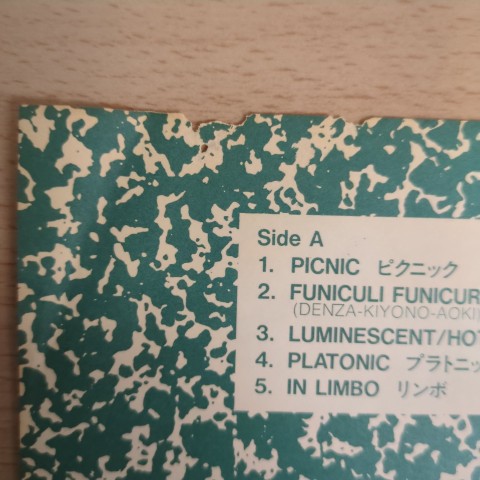 Side A
1. PICNIC ピクニック
2. FUNICULI FUNICUR
(DENZA-KIYONO-AOKI
3. LUMINESCENT/HOT
4. PLATONIC プラトニッ
5. IN LIMBO リンボ